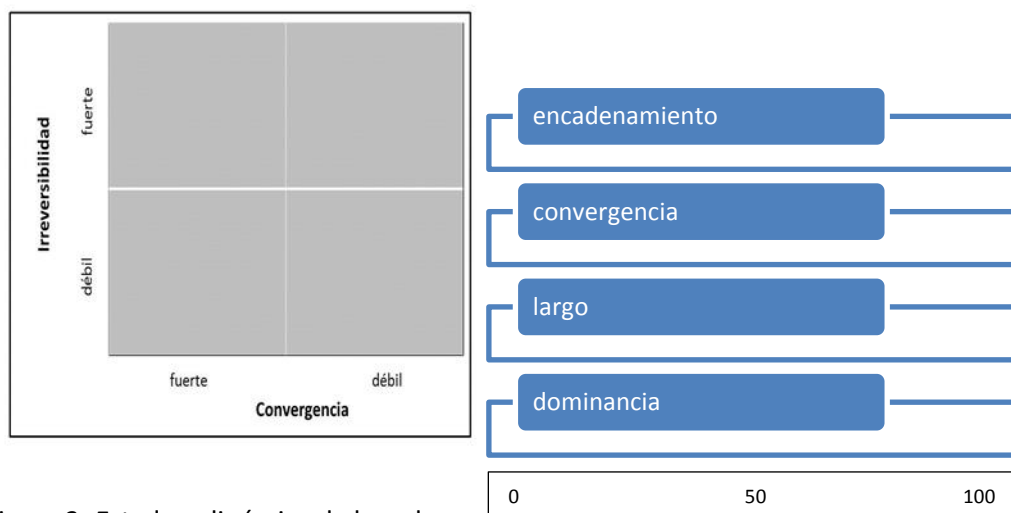 Irreversibilidad
fuerte
débil
fuerte débil
Convergencia
encadenamiento
convergencia
largo
dominancia
0 50 100